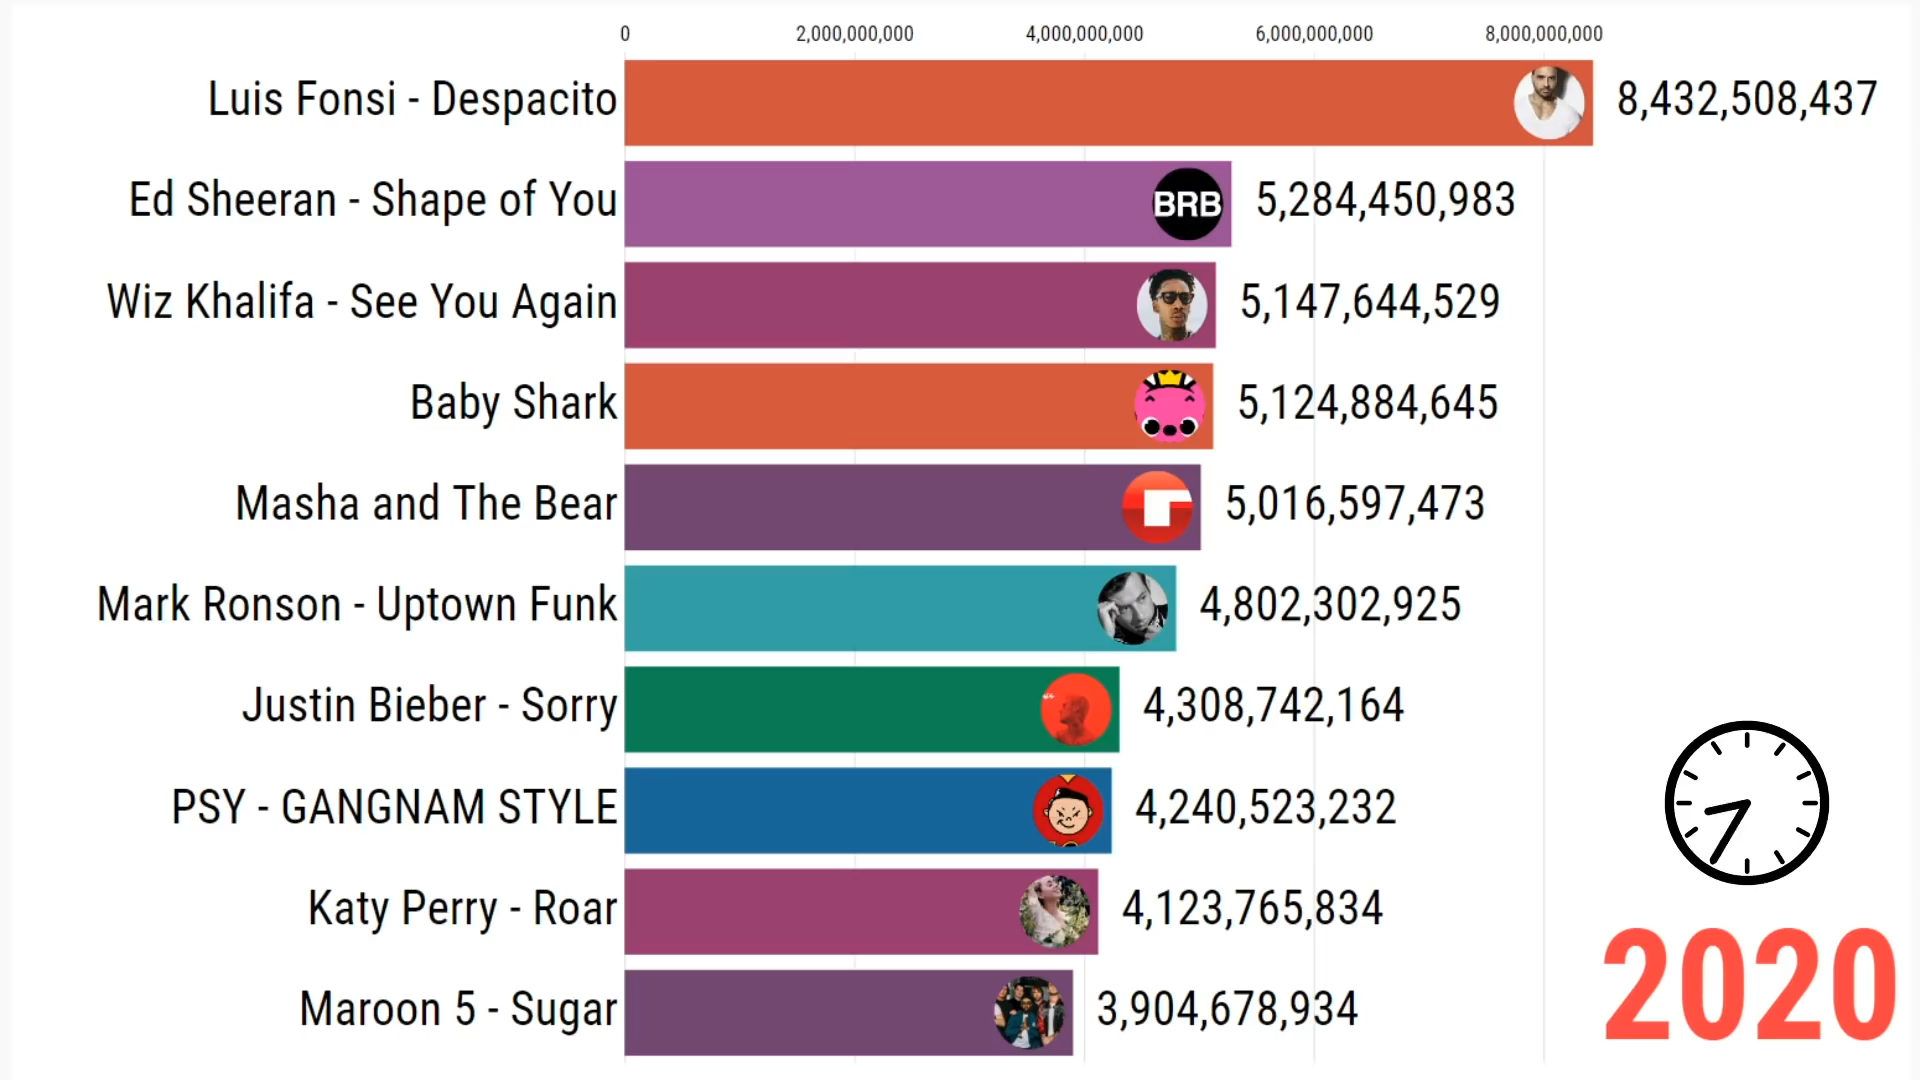 0 2,000,000,000 4,000,000,000 6,000,000,000 8,000,000,000
Luis Fonsi - Despacito 8,432,508,437
Ed Sheeran - Shape of You BRB 5,284,450,983
Wiz Khalifa - See You Again 5,147,644,529
Baby Shark 5,124,884,645
Masha and The Bear 5,016,597,473
Mark Ronson - Uptown Funk 4,802,302,925
Justin Bieber - Sorry 4,308,742,164
PSY - GANGNAM STYLE 4,240,523,232
Katy Perry - Roar 4,123,765,834
Maroon 5 - Sugar 3,904,678,934
2020